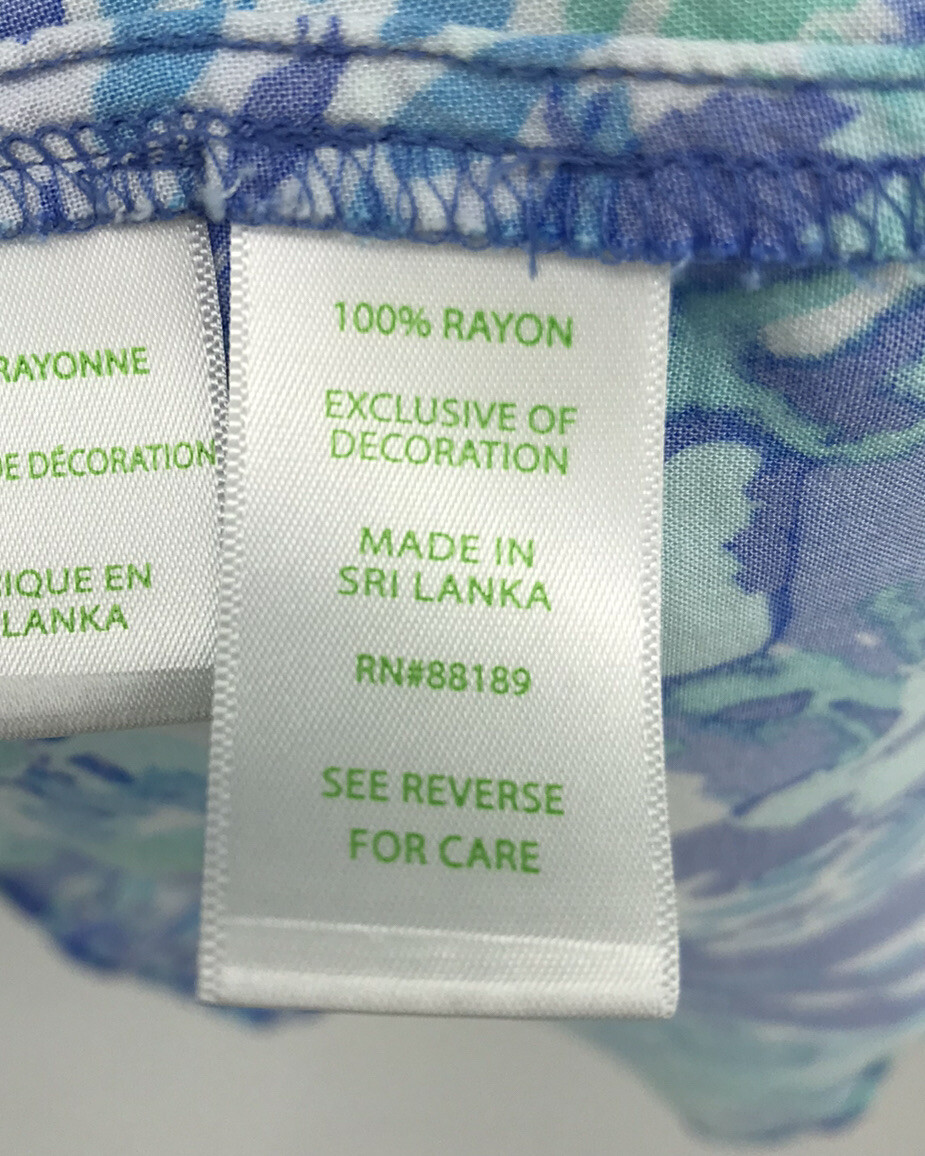 RAYONNE
DE DÉCORATION
IQUE EN
LANKA
100% RAYON
EXCLUSIVE OF
DECORATION
MADE IN
SRI LANKA
RN#88189
SEE REVERSE
FOR CARE